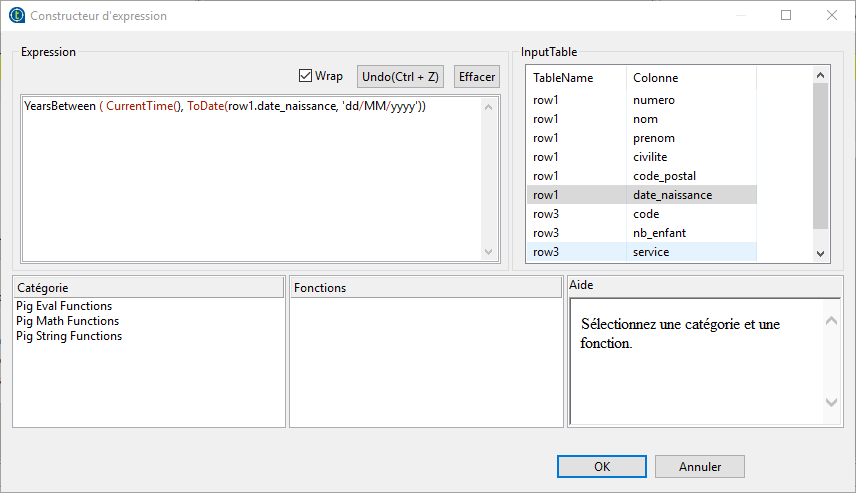 Constructeur d'expression
Expression
Wrap
Undo(Ctrl + Z)
Effacer
YearsBetween ( CurrentTime(), ToDate(row1.date_naissance, 'dd/MM/yyyy'))
InputTable
TableName Colonne
row1 numero
row1 nom
row1 prenom
row1 civilite
row1 code_postal
row1 date_naissance
row3 code
row3 nb_enfant
row3 service
Catégorie
Pig Eval Functions
Pig Math Functions
Pig String Functions
Fonctions
Aide
Sélectionnez une catégorie et une
fonction.
OK
Annuler